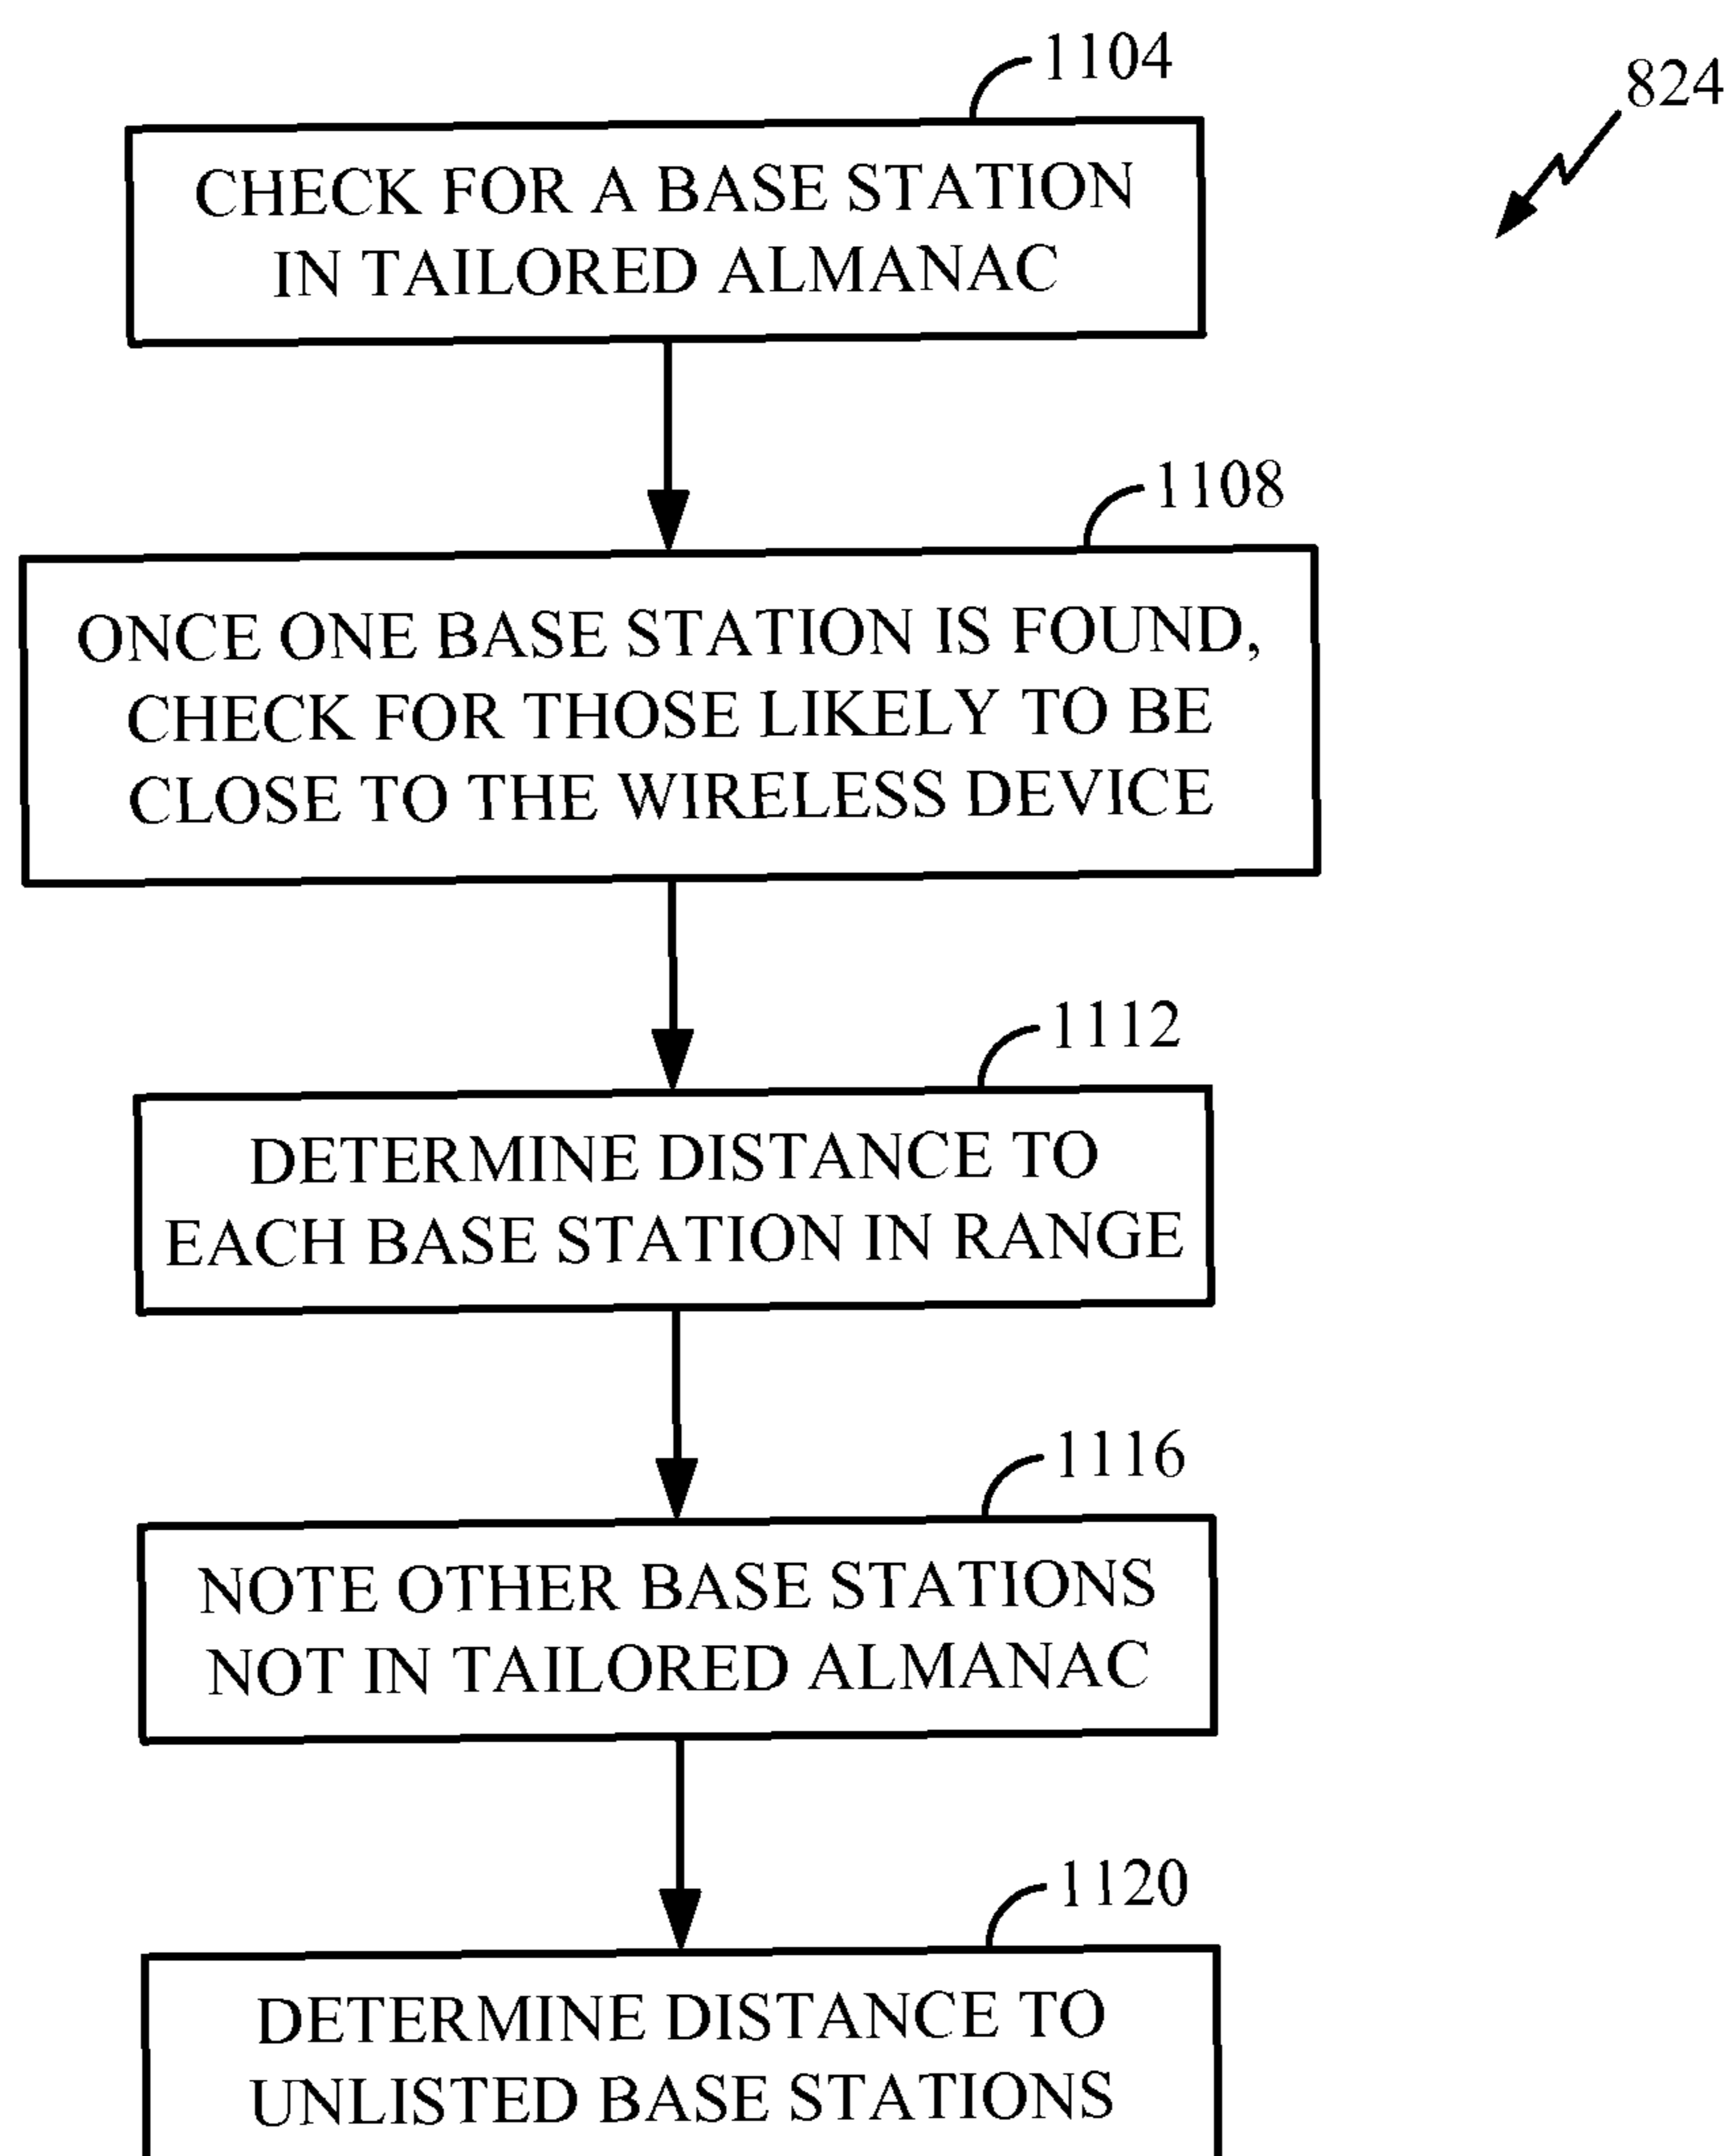 1104
824
CHECK FOR A BASE STATION
IN TAILORED ALMANAC
1108
ONCE ONE BASE STATION IS FOUND,
CHECK FOR THOSE LIKELY TO BE
CLOSE TO THE WIRELESS DEVICE
1112
DETERMINE DISTANCE TO
EACH BASE STATION IN RANGE
1116
NOTE OTHER BASE STATIONS
NOT IN TAILORED ALMANAC
1120
DETERMINE DISTANCE TO
UNLISTED BASE STATIONS